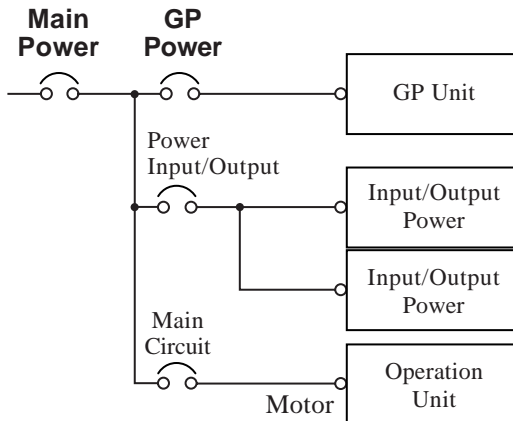 Main
Power
GP
Power
GP Unit
Power
Input/Output
Input/Output
Power
Input/Output
Power
Main
Circuit
Motor
Operation
Unit